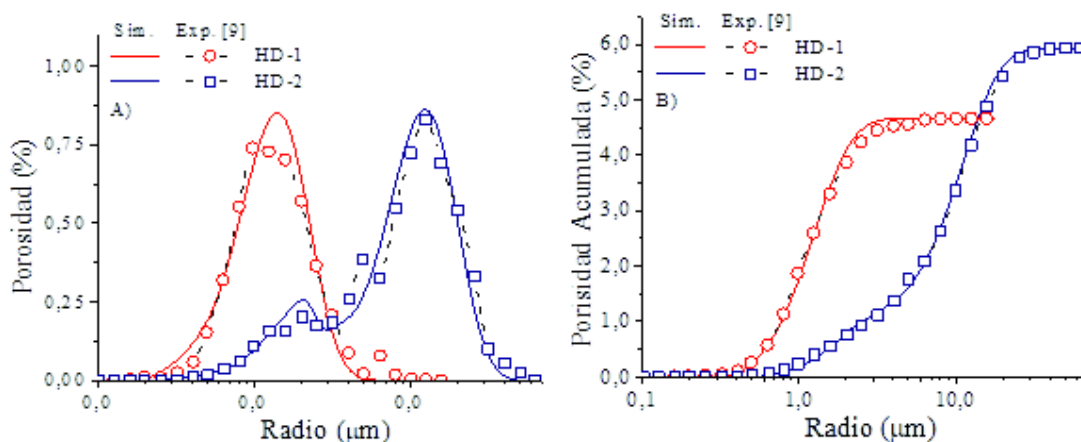 Sim. Exp.[9]
HD-1
HD-2
A)
1,00
0,75
0,50
0,25
0,00
Porosidad (%)
0,0 0,0 0,0
Radio (µm)
Sim. Exp.[9]
HD-1
HD-2
B)
6,0
5,0
4,0
3,0
2,0
1,0
0,0
Porisidad Acumulada (%)
0,1 1,0 10,0
Radio (µm)